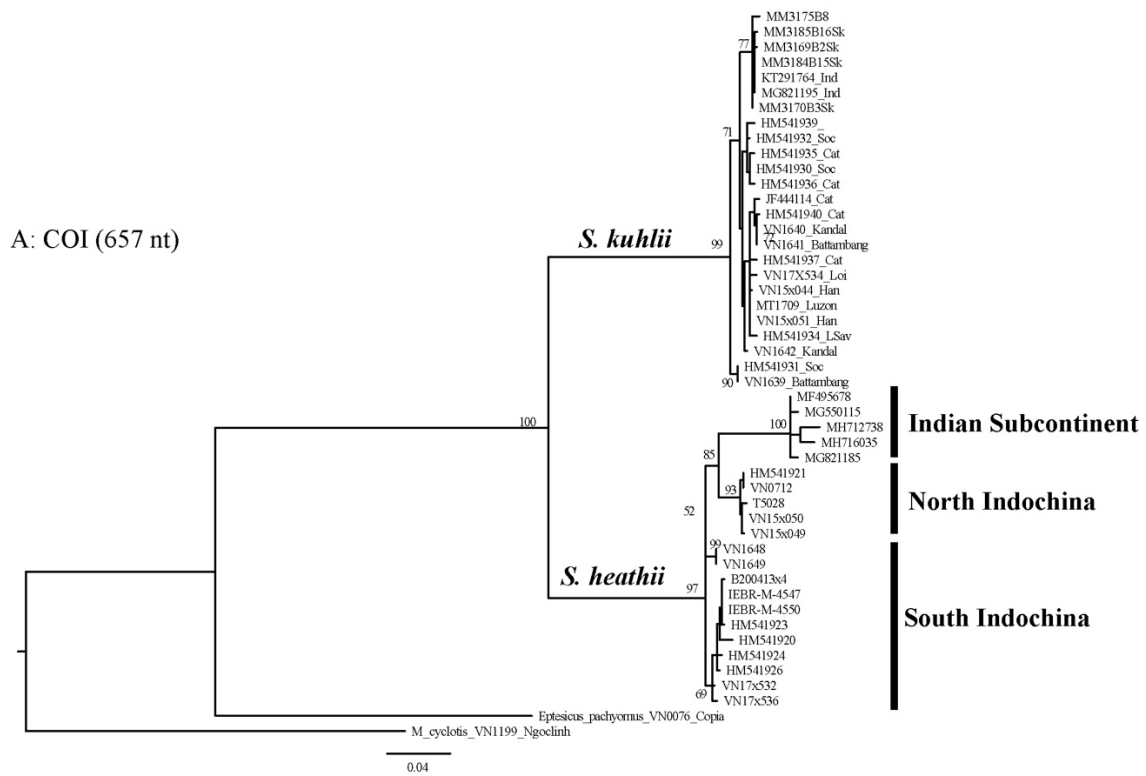 MM3175B8
MM3185B16Sk
77
MM3169B2Sk
MM3184B15Sk
KT291764_Ind
MG821195_Ind
MM3170B3Sk
HM541939_
71
HM541932_Soc
HM541935_Cat
HM541930_Soc
HM541936_Cat
JF444114_Cat
HM541940_Cat
VN1640_Kandal
72
VN1641_Battambang
A: COI (657 nt)
S. kuhlii
99
HM541937_Cat
VN17X534_Loi
VN15x044_Han
MT1709_Luzon
VN15x051_Han
HM541934_LSav
VN1642_Kandal
HM541931_Soc
90
VN1639_Battambang
MF495678
MG550115
100
100
MH712738
MH716035
MG821185
Indian Subcontinent
85
HM541921
93
VN0712
T5028
VN15x050
VN15x049
North Indochina
52
99
VN1648
VN1649
S. heathii
97
B200413x4
IEBR-M-4547
IEBR-M-4550
HM541923
HM541920
HM541924
HM541926
VN17x532
69
VN17x536
South Indochina
Eptesicus_pachyomus_VN0076_Copia
M_cyclotis_VN1199_Ngoclinh
0.04